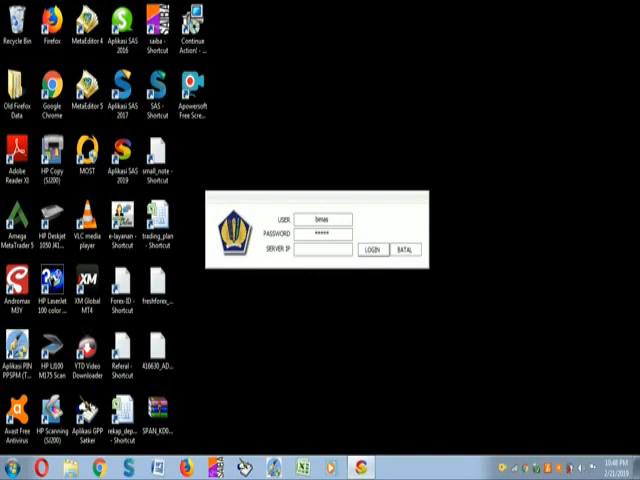 Recycle Bin
Firefox
MetaEditor 4
Aplikasi SAS
2016
saiba -
Shortcut
Continue
Action' - ...
Old Firefox
Data
Google
Chrome
MetaEditor 5
Aplikasi SAS
2017
SAS -
Shortcut
Apowersoft
Free Scre...
Adobe
Reader XI
HP Copy
(SJ200)
MOST
Aplikasi SAS
2019
small_note -
Shortcut
Amega
MetaTrader 5
HP Deskjet
1050 J41...
VLC media
player
e-layanan -
Shortcut
trading_plan
- Shortcut
Andromax
M3Y
HP LaserJet
100 color ...
XM Global
MT4
Forex-ID -
Shortcut
freshforex_...
Aplikasi PIN
PPSPM (T...
HP LJ100
M175 Scan
YTD Video
Downloader
Referal -
Shortcut
416630_AD...
Avast Free
Antivirus
HP Scanning
(SJ200)
Aplikasi GPP
Satker
rekap_dep...
- Shortcut
SPAN_KD0...
USER
bimas
PASSWORD
*****
SERVER IP
LOGIN
BATAL
10:48 PM
2/21/2019